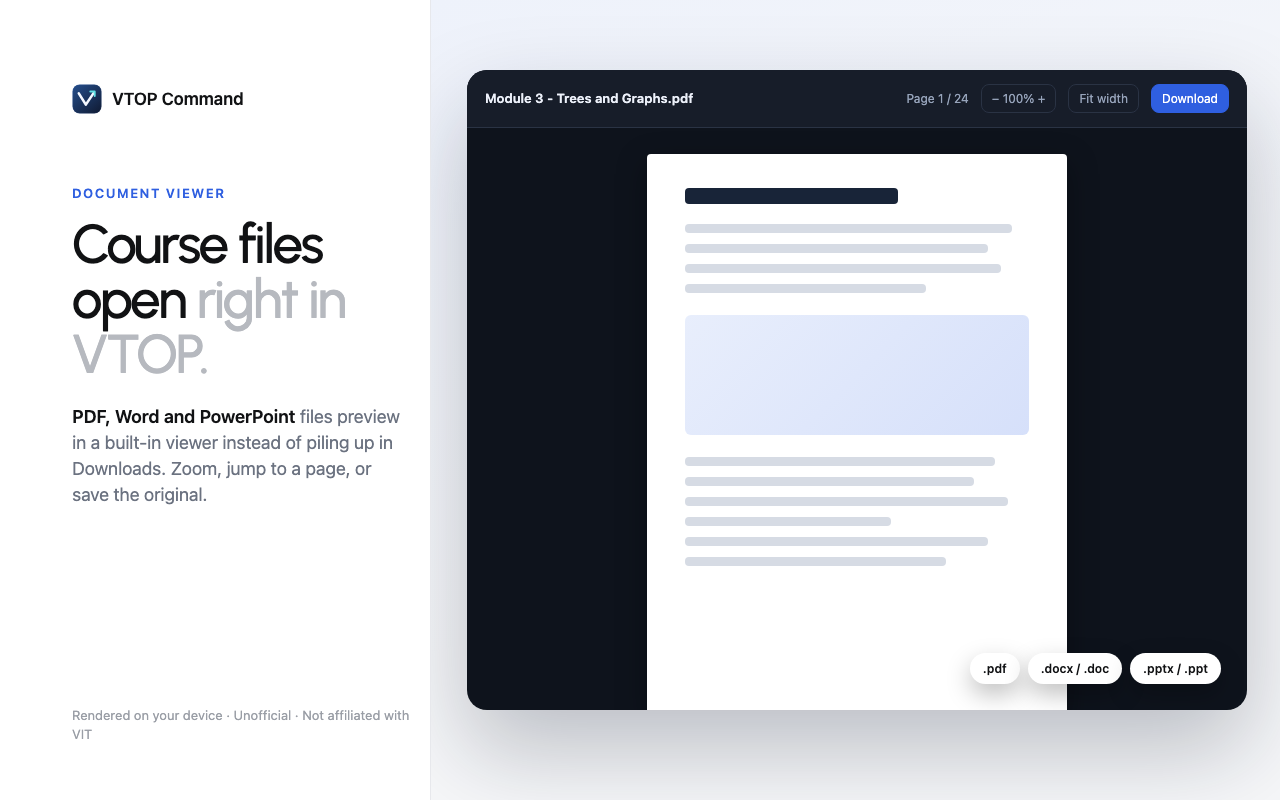 VTOP Command
DOCUMENT VIEWER
Course files
open right in
VTOP.
PDF, Word and PowerPoint files preview
in a built-in viewer instead of piling up in
Downloads. Zoom, jump to a page, or
save the original.
Rendered on your device · Unofficial · Not affiliated with
VIT
Module 3 - Trees and Graphs.pdf
Page 1 / 24
− 100% +
Fit width
Download
.pdf
.docx / .doc
.pptx / .ppt